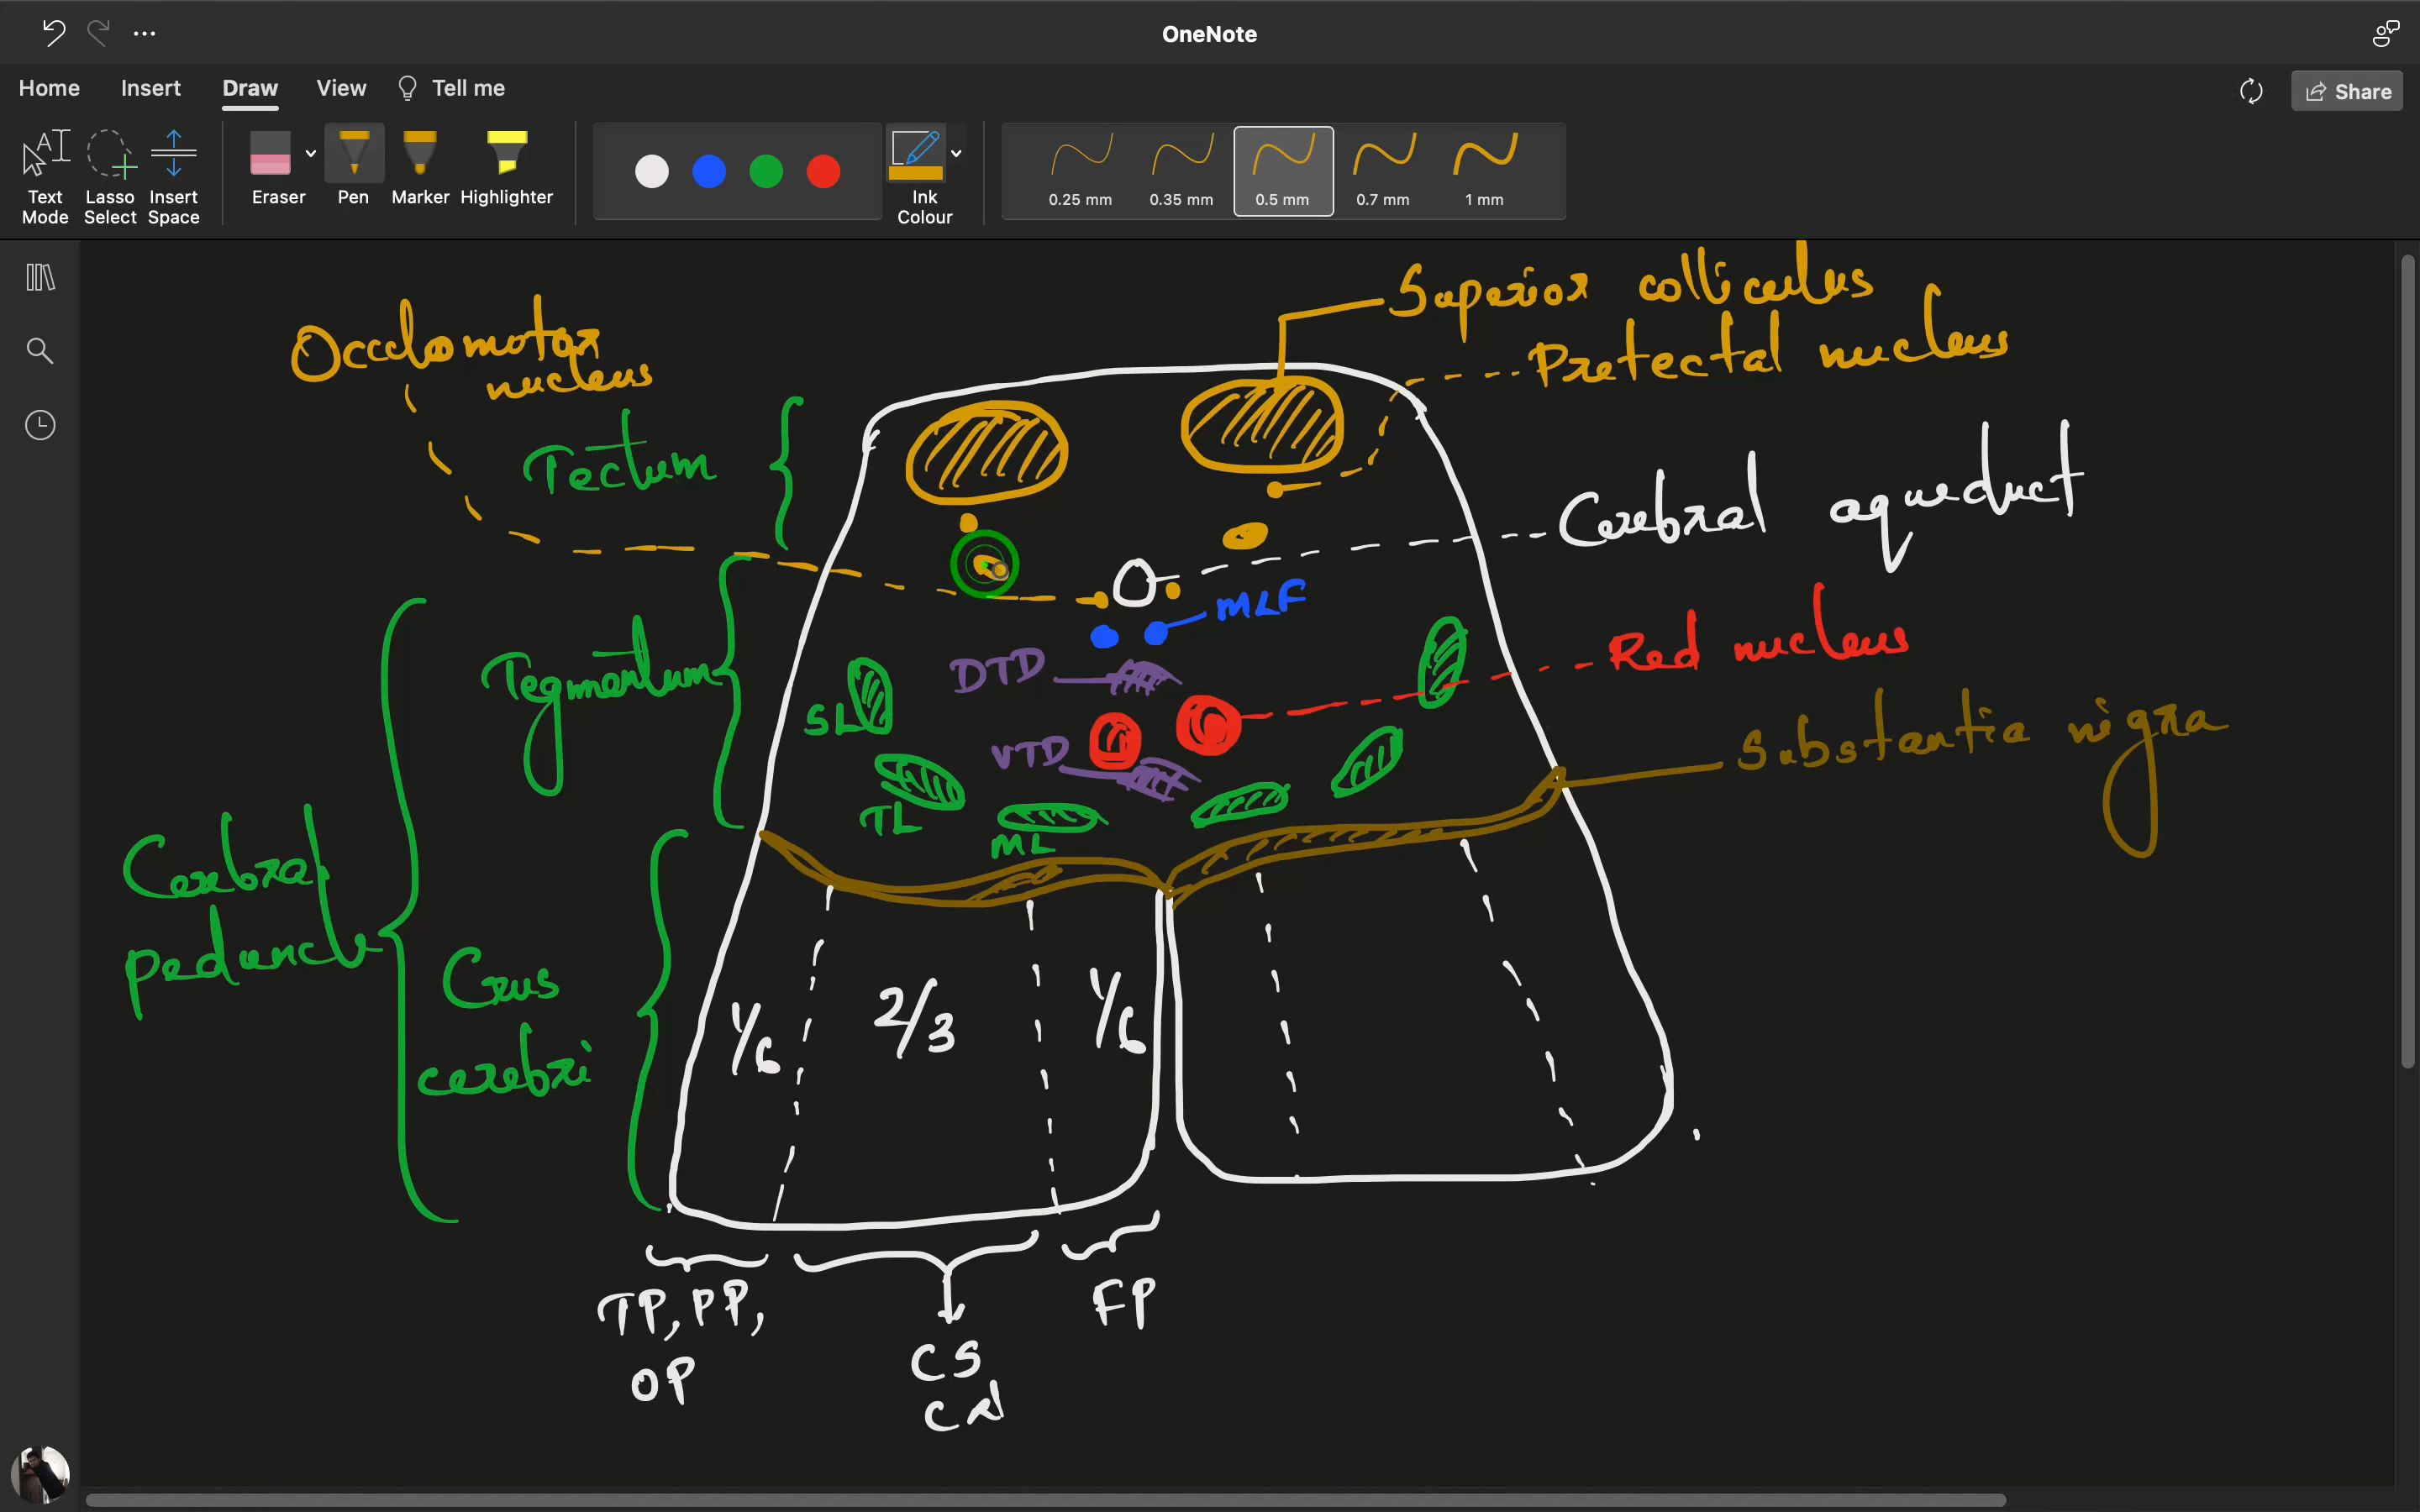 OneNote
Home Insert Draw View Tell me
Share
Text Mode
Lasso Select
Insert Space
Eraser
Pen
Marker
Highlighter
Ink Colour
0.25 mm
0.35 mm
0.5 mm
0.7 mm
1 mm
Superior colliculus
Pretectal nucleus
Occulomotor
nucleus
Tectum
Cerebral aqueduct
MLF
Red nucleus
DTD
Tegmentum
SL
VTD
Substantia nigra
TL
ML
Cerebral
peduncle
Crus
cerebri
1/6
2/3
1/6
TP, PP,
OP
CS
CN
FP